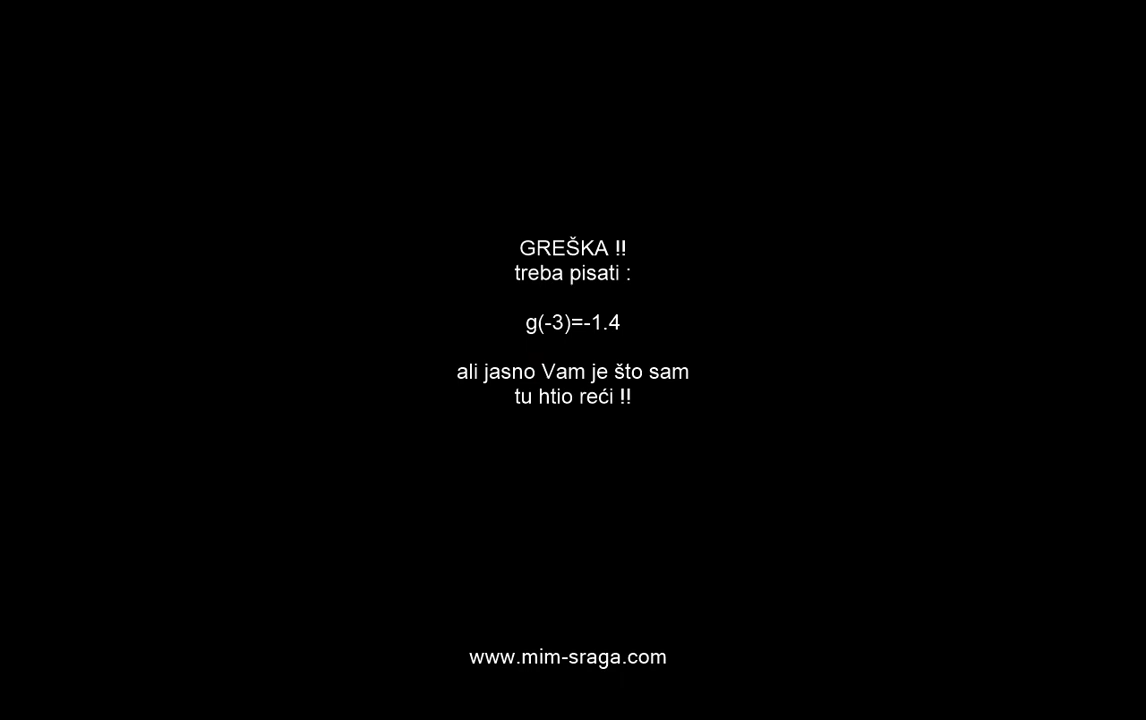 GREŠKA !!
treba pisati :
g(-3)=-1.4
ali jasno Vam je što sam
tu htio reći !!
www.mim-sraga.com